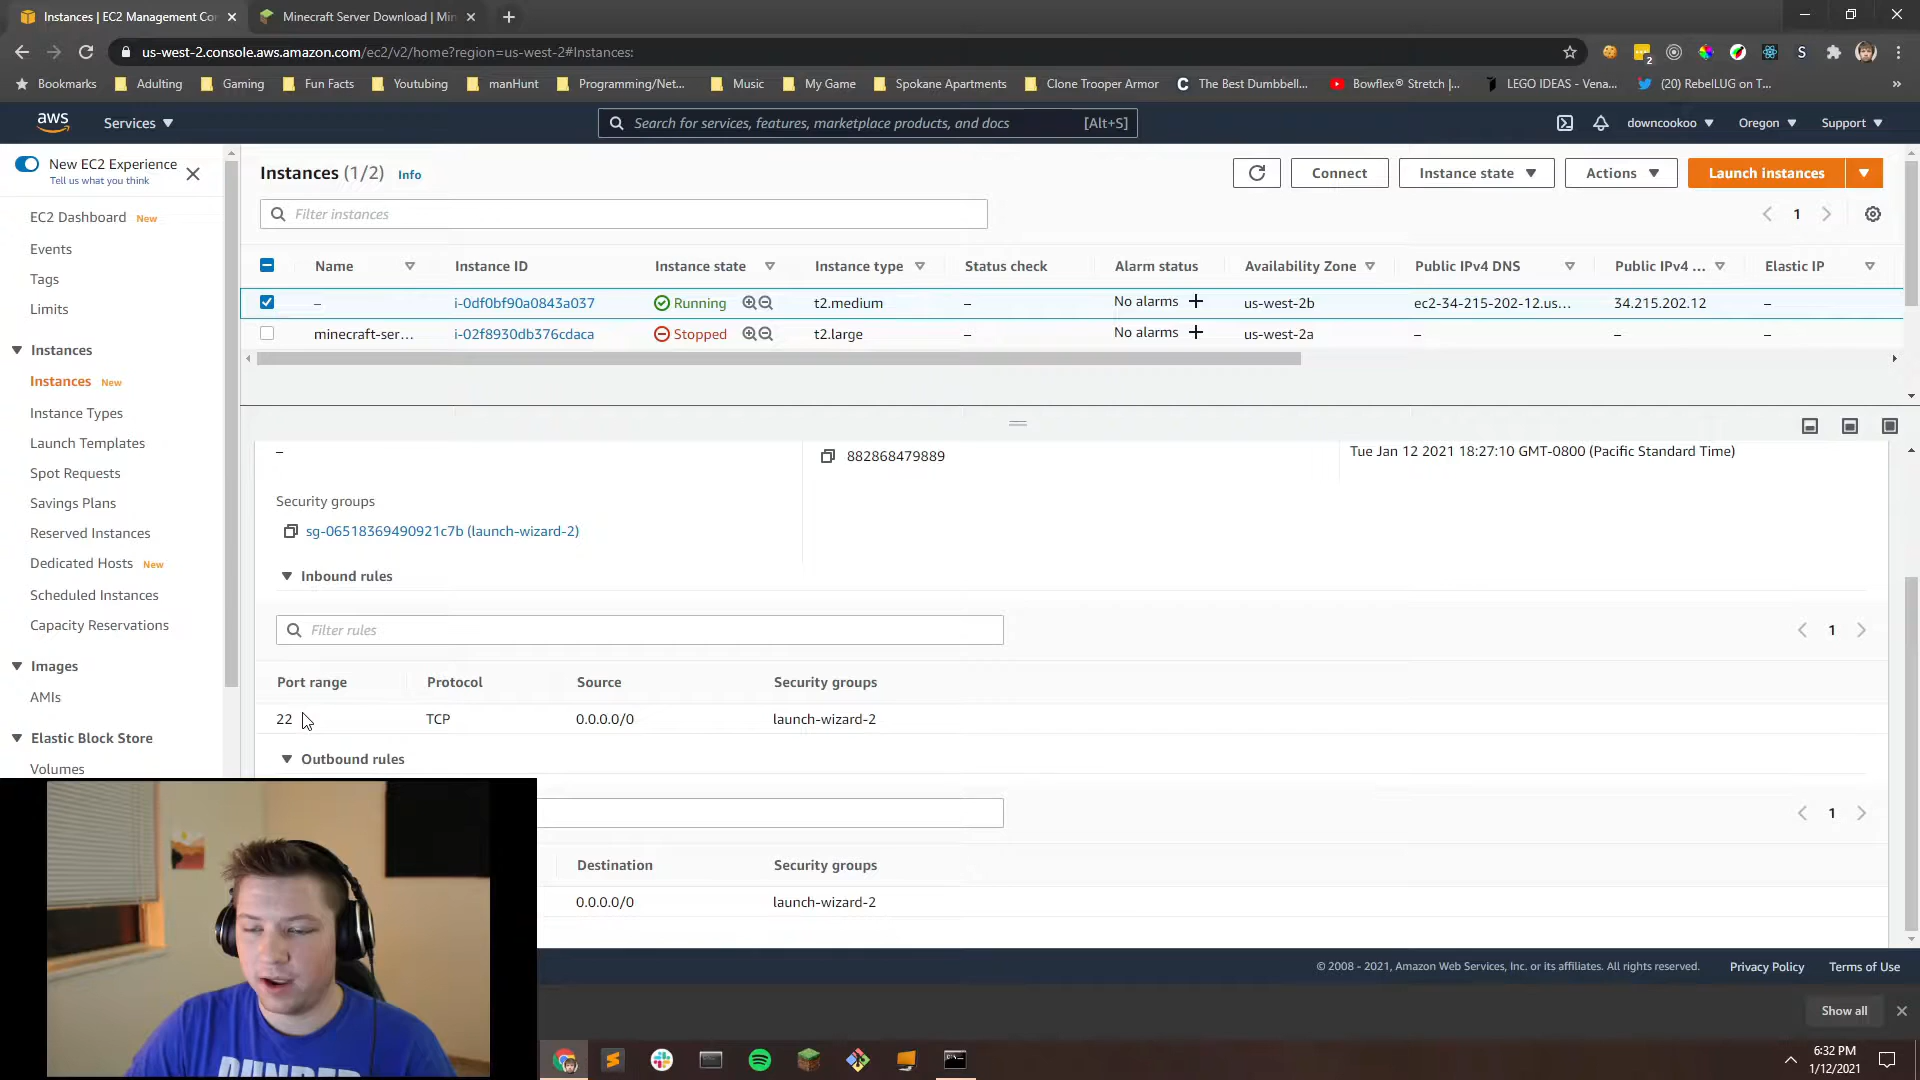 Instances | EC2 Management Co
Minecraft Server Download | Min
us-west-2.console.aws.amazon.com/ec2/v2/home?region=us-west-2#Instances:
2
S
Bookmarks
Adulting
Gaming
Fun Facts
Youtubing
manHunt
Programming/Net...
Music
My Game
Spokane Apartments
Clone Trooper Armor
C The Best Dumbbell...
Bowflex® Stretch |...
LEGO IDEAS - Vena...
(20) RebelLUG on T...
»
aws
Services
Search for services, features, marketplace products, and docs
[Alt+S]
downcookoo
Oregon
Support
New EC2 Experience
Tell us what you think
EC2 Dashboard New
Events
Tags
Limits
Instances
Instances New
Instance Types
Launch Templates
Spot Requests
Savings Plans
Reserved Instances
Dedicated Hosts New
Scheduled Instances
Capacity Reservations
Images
AMIs
Elastic Block Store
Volumes
Instances (1/2) Info
Connect
Instance state
Actions
Launch instances
Filter instances
1
Name
Instance ID
Instance state
Instance type
Status check
Alarm status
Availability Zone
Public IPv4 DNS
Public IPv4 ...
Elastic IP
– i-0df0bf90a0843a037 Running t2.medium – No alarms + us-west-2b ec2-34-215-202-12.us... 34.215.202.12 –
minecraft-ser... i-02f8930db376cdaca Stopped t2.large – No alarms + us-west-2a – – –
–
882868479889
Tue Jan 12 2021 18:27:10 GMT-0800 (Pacific Standard Time)
Security groups
sg-06518369490921c7b (launch-wizard-2)
Inbound rules
Filter rules
1
Port range Protocol Source Security groups
22 TCP 0.0.0.0/0 launch-wizard-2
Outbound rules
1
Destination Security groups
0.0.0.0/0 launch-wizard-2
© 2008 - 2021, Amazon Web Services, Inc. or its affiliates. All rights reserved.
Privacy Policy
Terms of Use
Show all
6:32 PM
1/12/2021